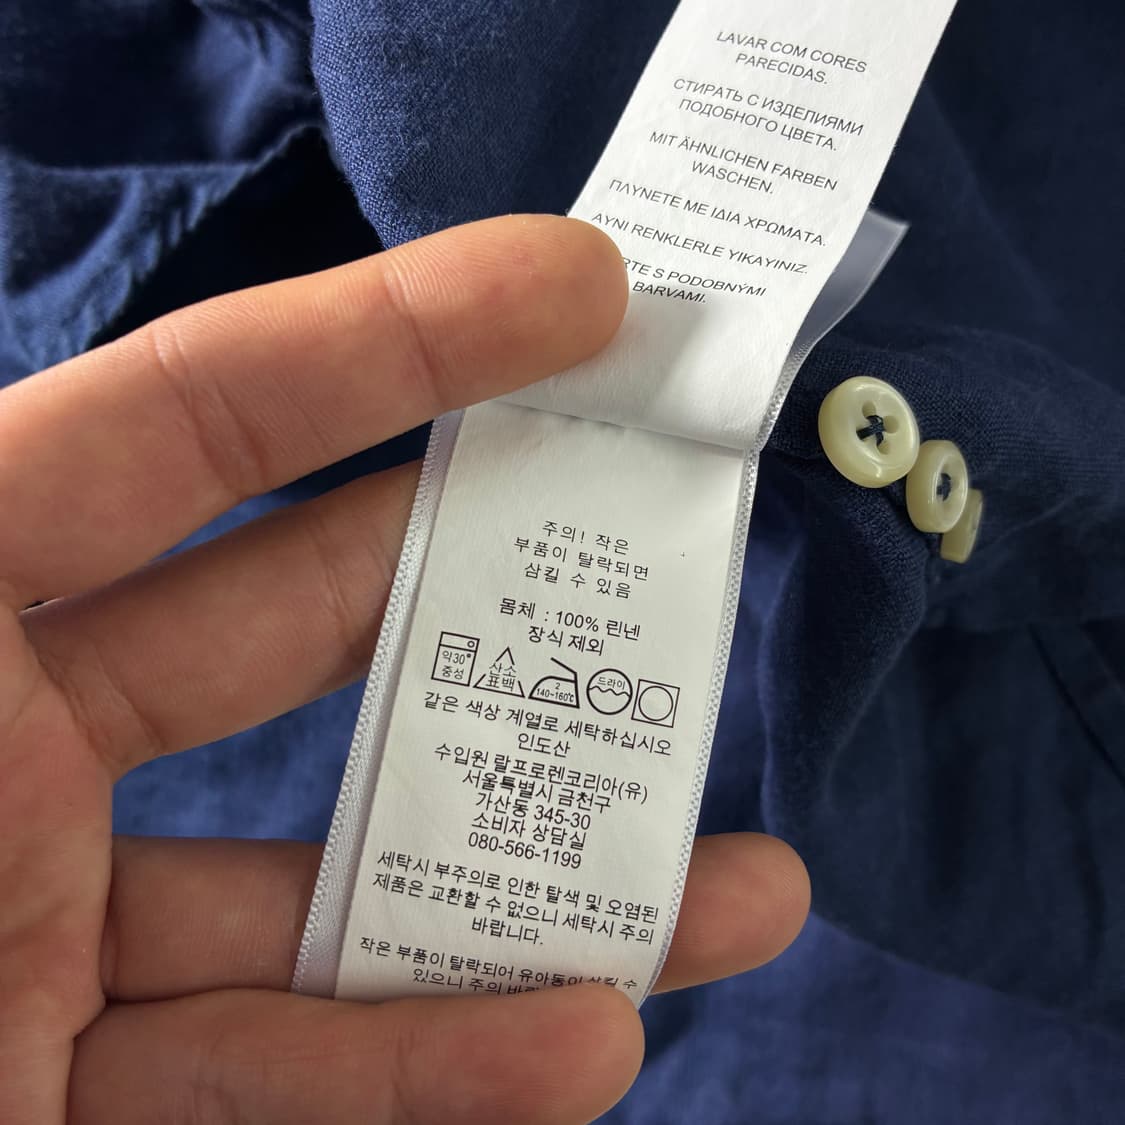 LAVAR COM CORES
PARECIDAS.
СТИРАТЬ С ИЗДЕЛИЯМИ
ПОДОБНОГО ЦВЕТА.
MIT ÄHNLICHEN FARBEN
WASCHEN.
ΠΛΥΝΕΤΕ ΜΕ ΙΔΙΑ ΧΡΩΜΑΤΑ.
AYNI RENKLERLE YIKAYINIZ.
S PODOBNÝMI
BARVAMI.
주의! 작은
부품이 탈락되면
삼킬 수 있음
몸체 : 100% 린넨
장식 제외
약30°
중성
산소
표백
2
140~160℃
드라이
같은 색상 계열로 세탁하십시오
인도산
수입원 랄프로렌코리아(유)
서울특별시 금천구
가산동 345-30
소비자 상담실
080-566-1199
세탁시 부주의로 인한 탈색 및 오염된
제품은 교환할 수 없으니 세탁시 주의
바랍니다.
작은 부품이 탈락되어 유아동이 삼킬 수
있으니 주의